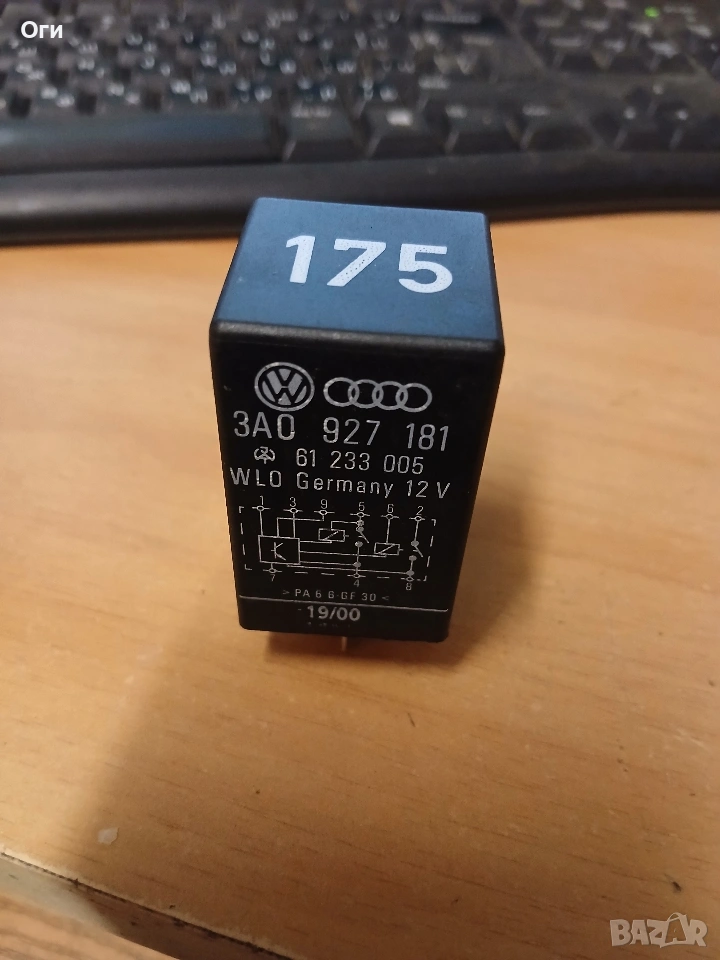 Оги
175
3A0 927 181
61 233 005
WLO Germany 12 V
1 3 9 5 6 2
7 4 8
> PA 6 6-GF 30 <
19/00
BAZAR